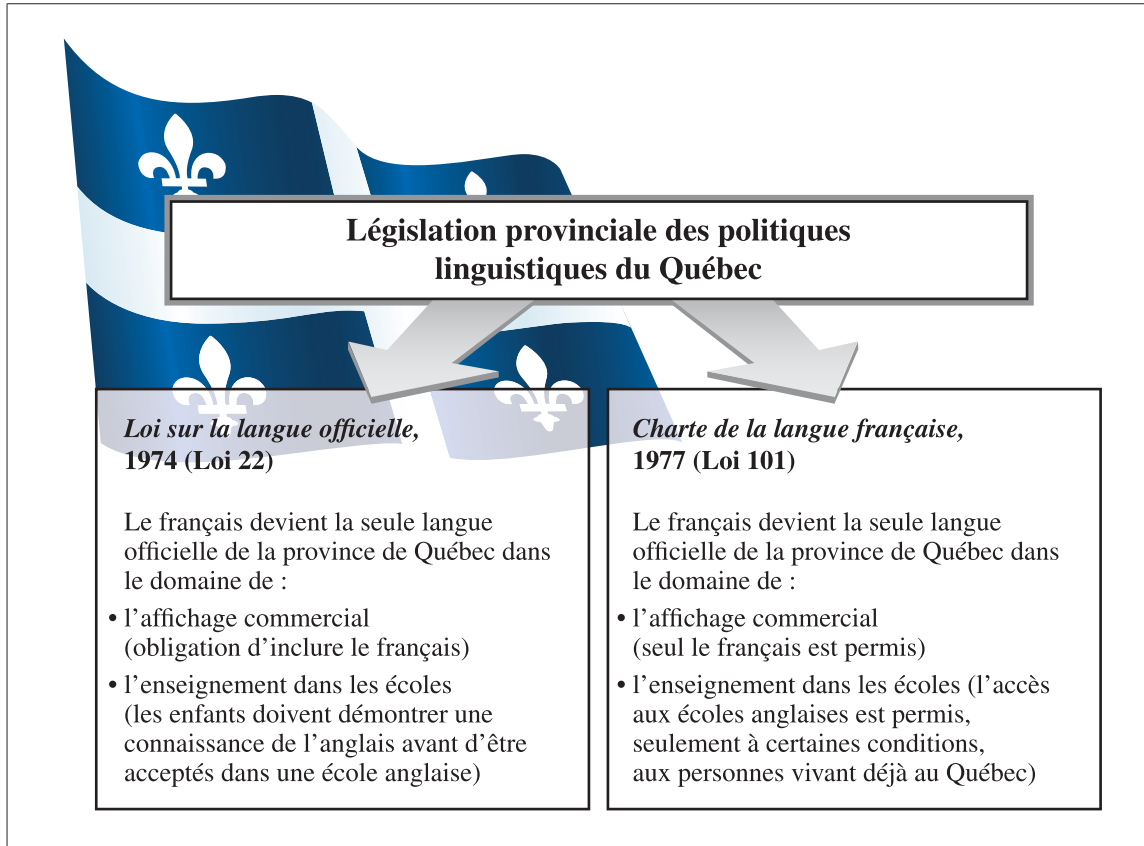 Législation provinciale des politiques
linguistiques du Québec
Loi sur la langue officielle,
1974 (Loi 22)
Le français devient la seule langue
officielle de la province de Québec dans
le domaine de :
• l’affichage commercial
(obligation d’inclure le français)
• l’enseignement dans les écoles
(les enfants doivent démontrer une
connaissance de l’anglais avant d’être
acceptés dans une école anglaise)
Charte de la langue française,
1977 (Loi 101)
Le français devient la seule langue
officielle de la province de Québec dans
le domaine de :
• l’affichage commercial
(seul le français est permis)
• l’enseignement dans les écoles (l’accès
aux écoles anglaises est permis,
seulement à certaines conditions,
aux personnes vivant déjà au Québec)